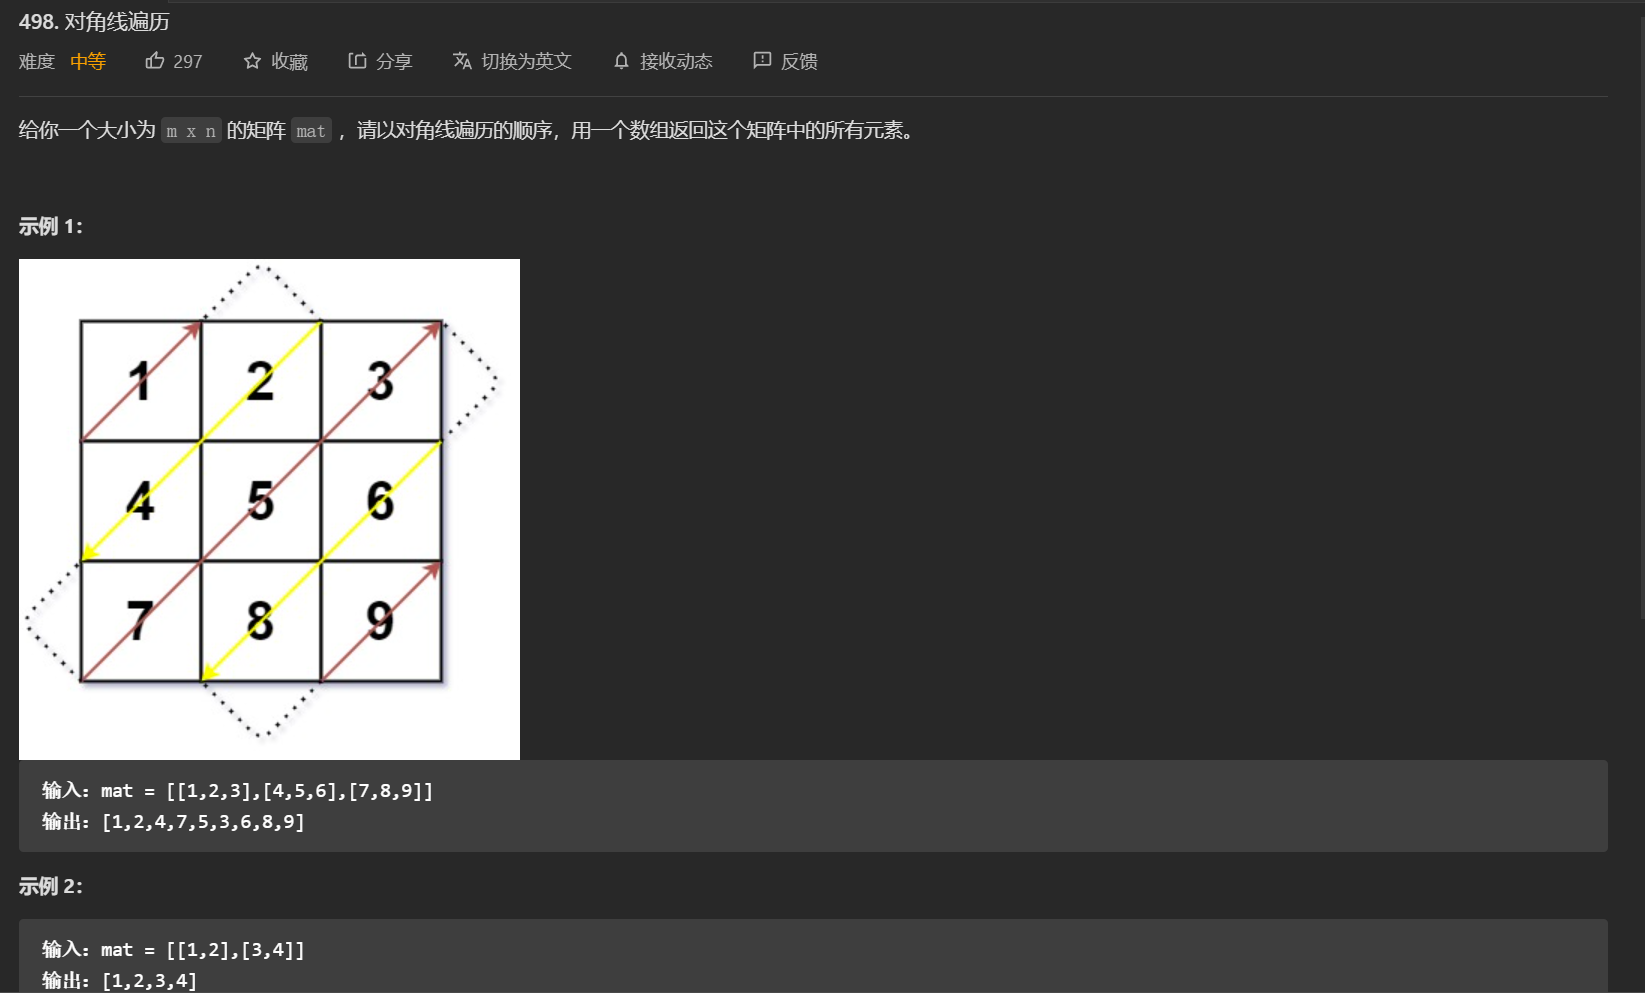 498. 对角线遍历
难度 中等 297 收藏 分享 切换为英文 接收动态 反馈
给你一个大小为 m x n 的矩阵 mat ，请以对角线遍历的顺序，用一个数组返回这个矩阵中的所有元素。
示例 1：
1 2 3
4 5 6
7 8 9
输入：mat = [[1,2,3],[4,5,6],[7,8,9]]
输出：[1,2,4,7,5,3,6,8,9]
示例 2：
输入：mat = [[1,2],[3,4]]
输出：[1,2,3,4]